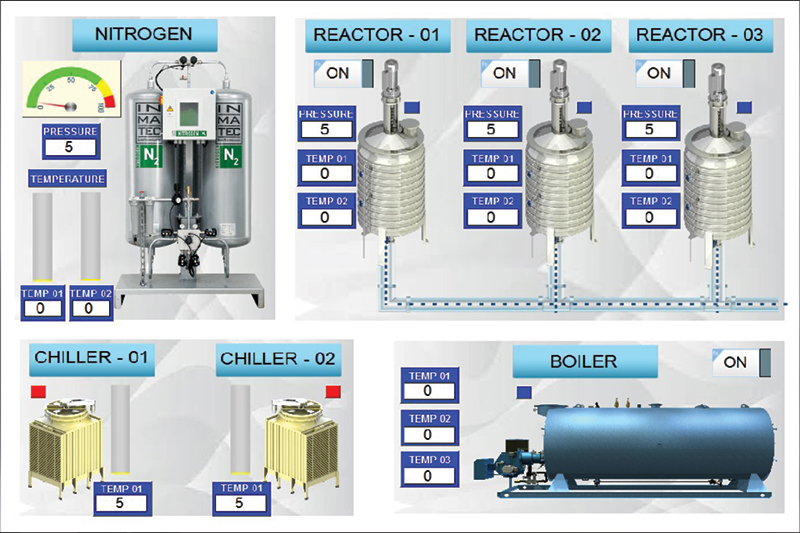 NITROGEN
0
25
50
75
100
PRESSURE
5
TEMPERATURE
TEMP 01
0
TEMP 02
0
IN
MA
TEC
N2
IN
MA
TEC
N2
NITROGEN
REACTOR - 01
ON
PRESSURE
5
TEMP 01
0
TEMP 02
0
REACTOR - 02
ON
PRESSURE
5
TEMP 01
0
TEMP 02
0
REACTOR - 03
ON
PRESSURE
5
TEMP 01
0
TEMP 02
0
CHILLER - 01
TEMP 01
5
CHILLER - 02
TEMP 01
5
BOILER
ON
TEMP 01
0
TEMP 02
0
TEMP 03
0